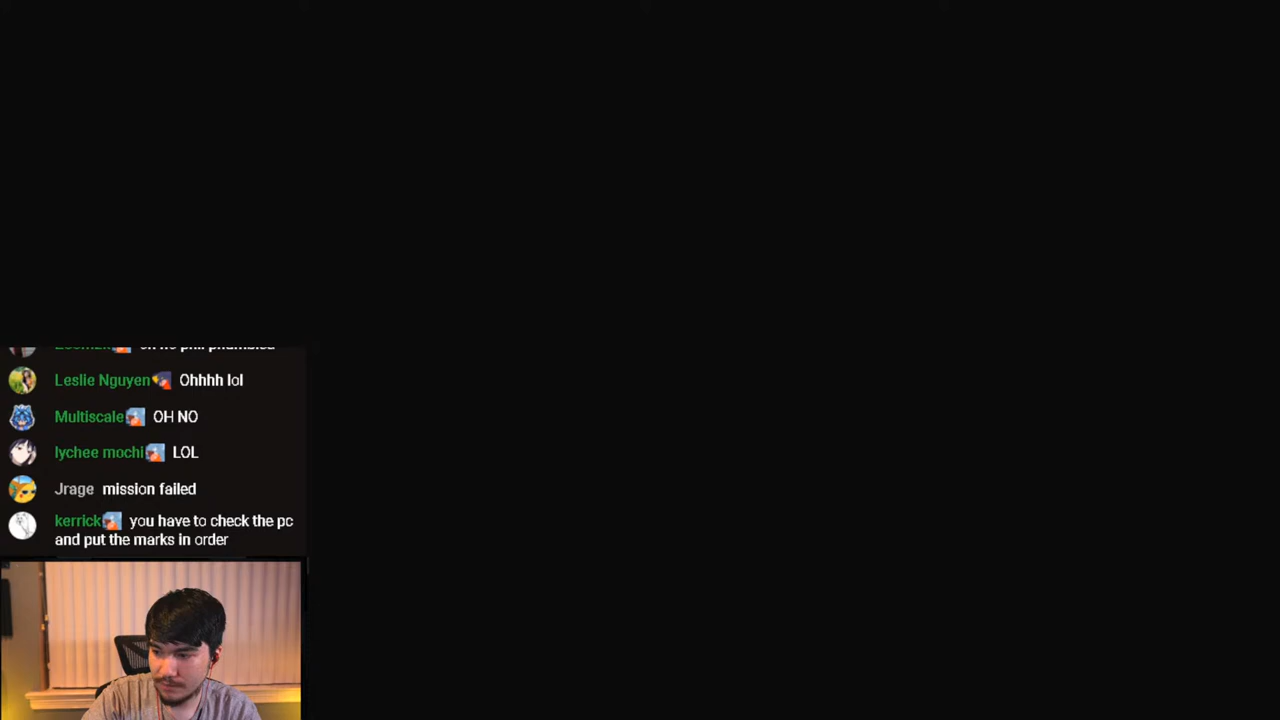 Leslie Nguyen Ohhhh lol
Multiscale OH NO
lychee mochi LOL
Jrage mission failed
kerrick you have to check the pc
and put the marks in order